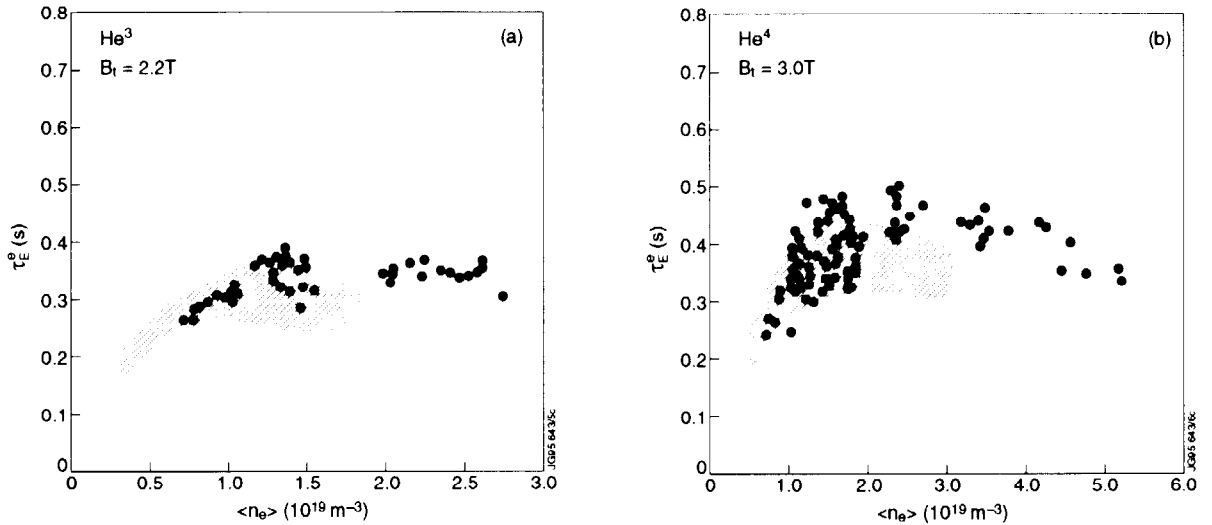 0.8
0.7
0.6
0.5
0.4
0.3
0.2
0.1
0
τ_E^e (s)
He³
B_t = 2.2T
(a)
0
0.5
1.0
1.5
2.0
2.5
3.0
<n_e> (10¹⁹ m⁻³)
JG95.643/5c
0.8
0.7
0.6
0.5
0.4
0.3
0.2
0.1
0
τ_E^e (s)
He⁴
B_t = 3.0T
(b)
0
1.0
2.0
3.0
4.0
5.0
6.0
<n_e> (10¹⁹ m⁻³)
JG95.643/6c